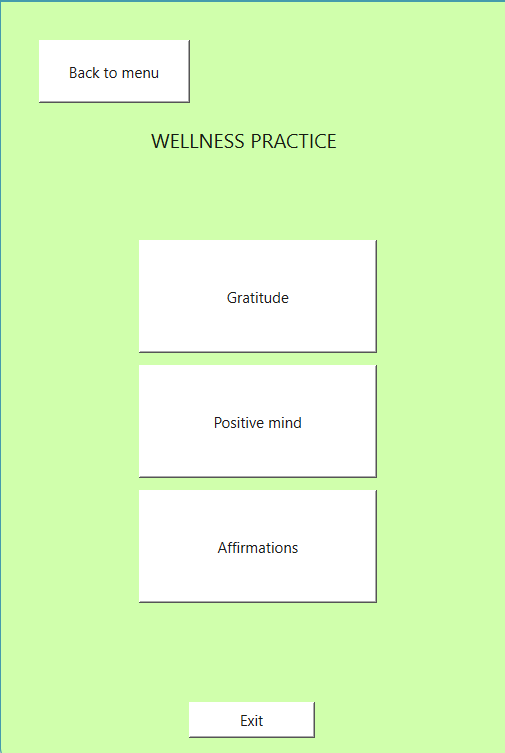 Back to menu
WELLNESS PRACTICE
Gratitude
Positive mind
Affirmations
Exit